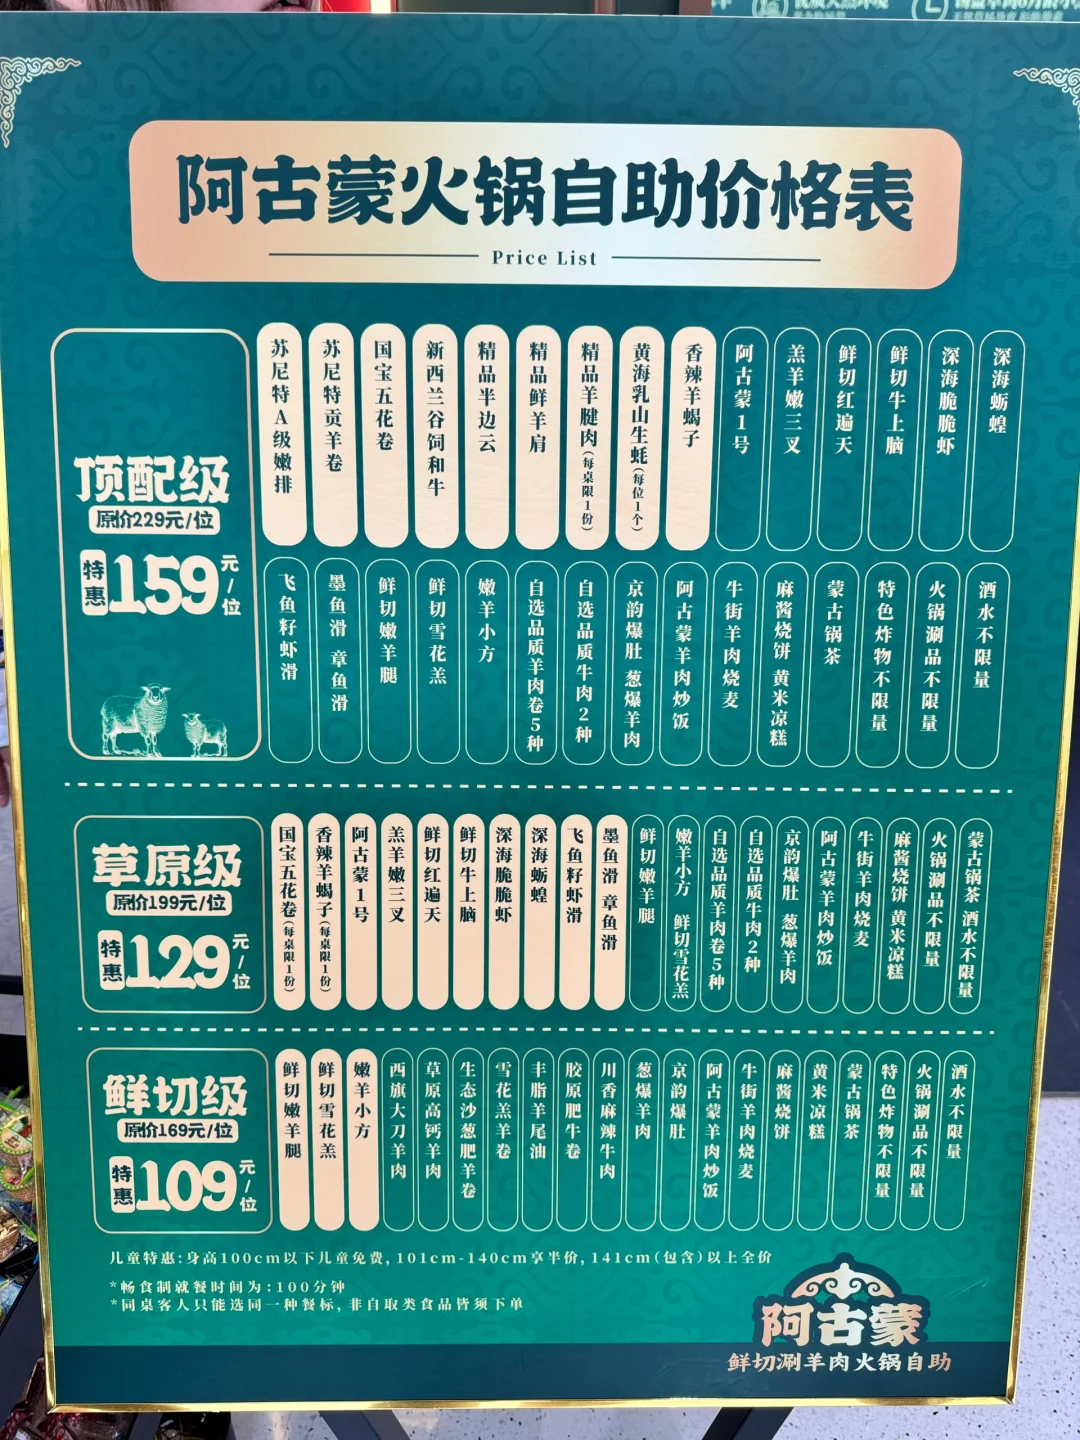 阿古蒙火锅自助价格表
Price List
顶配级
原价229元/位
特惠159元/位
苏尼特A级嫩排
苏尼特贡羊卷
国宝五花卷
新西兰谷饲和牛
精品半边云
精品鲜羊肩
精品羊腱肉(每桌限1份)
黄海乳山生蚝(每位1个)
香辣羊蝎子
阿古蒙1号
羔羊嫩三叉
鲜切红遍天
鲜切牛上脑
深海脆脆虾
深海蛎蝗
飞鱼籽虾滑
墨鱼滑 章鱼滑
鲜切嫩羊腿
鲜切雪花羔
嫩羊小方
自选品质羊肉卷5种
自选品质牛肉2种
京韵爆肚 葱爆羊肉
阿古蒙羊肉炒饭
牛街羊肉烧麦
麻酱烧饼 黄米凉糕
蒙古锅茶
特色炸物不限量
火锅涮品不限量
酒水不限量
草原级
原价199元/位
特惠129元/位
国宝五花卷(每桌限1份)
香辣羊蝎子(每桌限1份)
阿古蒙1号
羔羊嫩三叉
鲜切红遍天
鲜切牛上脑
深海脆脆虾
深海蛎蝗
飞鱼籽虾滑
墨鱼滑 章鱼滑
鲜切嫩羊腿
嫩羊小方 鲜切雪花羔
自选品质羊肉卷5种
自选品质牛肉2种
京韵爆肚 葱爆羊肉
阿古蒙羊肉炒饭
牛街羊肉烧麦
麻酱烧饼 黄米凉糕
火锅涮品不限量
蒙古锅茶 酒水不限量
鲜切级
原价169元/位
特惠109元/位
鲜切嫩羊腿
鲜切雪花羔
嫩羊小方
西旗大刀羊肉
草原高钙羊肉
生态沙葱肥羊卷
雪花羔羊卷
丰脂羊尾油
胶原肥牛卷
川香麻辣牛肉
葱爆羊肉
京韵爆肚
阿古蒙羊肉炒饭
牛街羊肉烧麦
麻酱烧饼
黄米凉糕
蒙古锅茶
特色炸物不限量
火锅涮品不限量
酒水不限量
儿童特惠:身高100cm以下儿童免费,101cm-140cm享半价,141cm(包含)以上全价
*畅食制就餐时间为:100分钟
*同桌客人只能选同一种餐标,非自取类食品皆须下单
阿古蒙
鲜切涮羊肉火锅自助